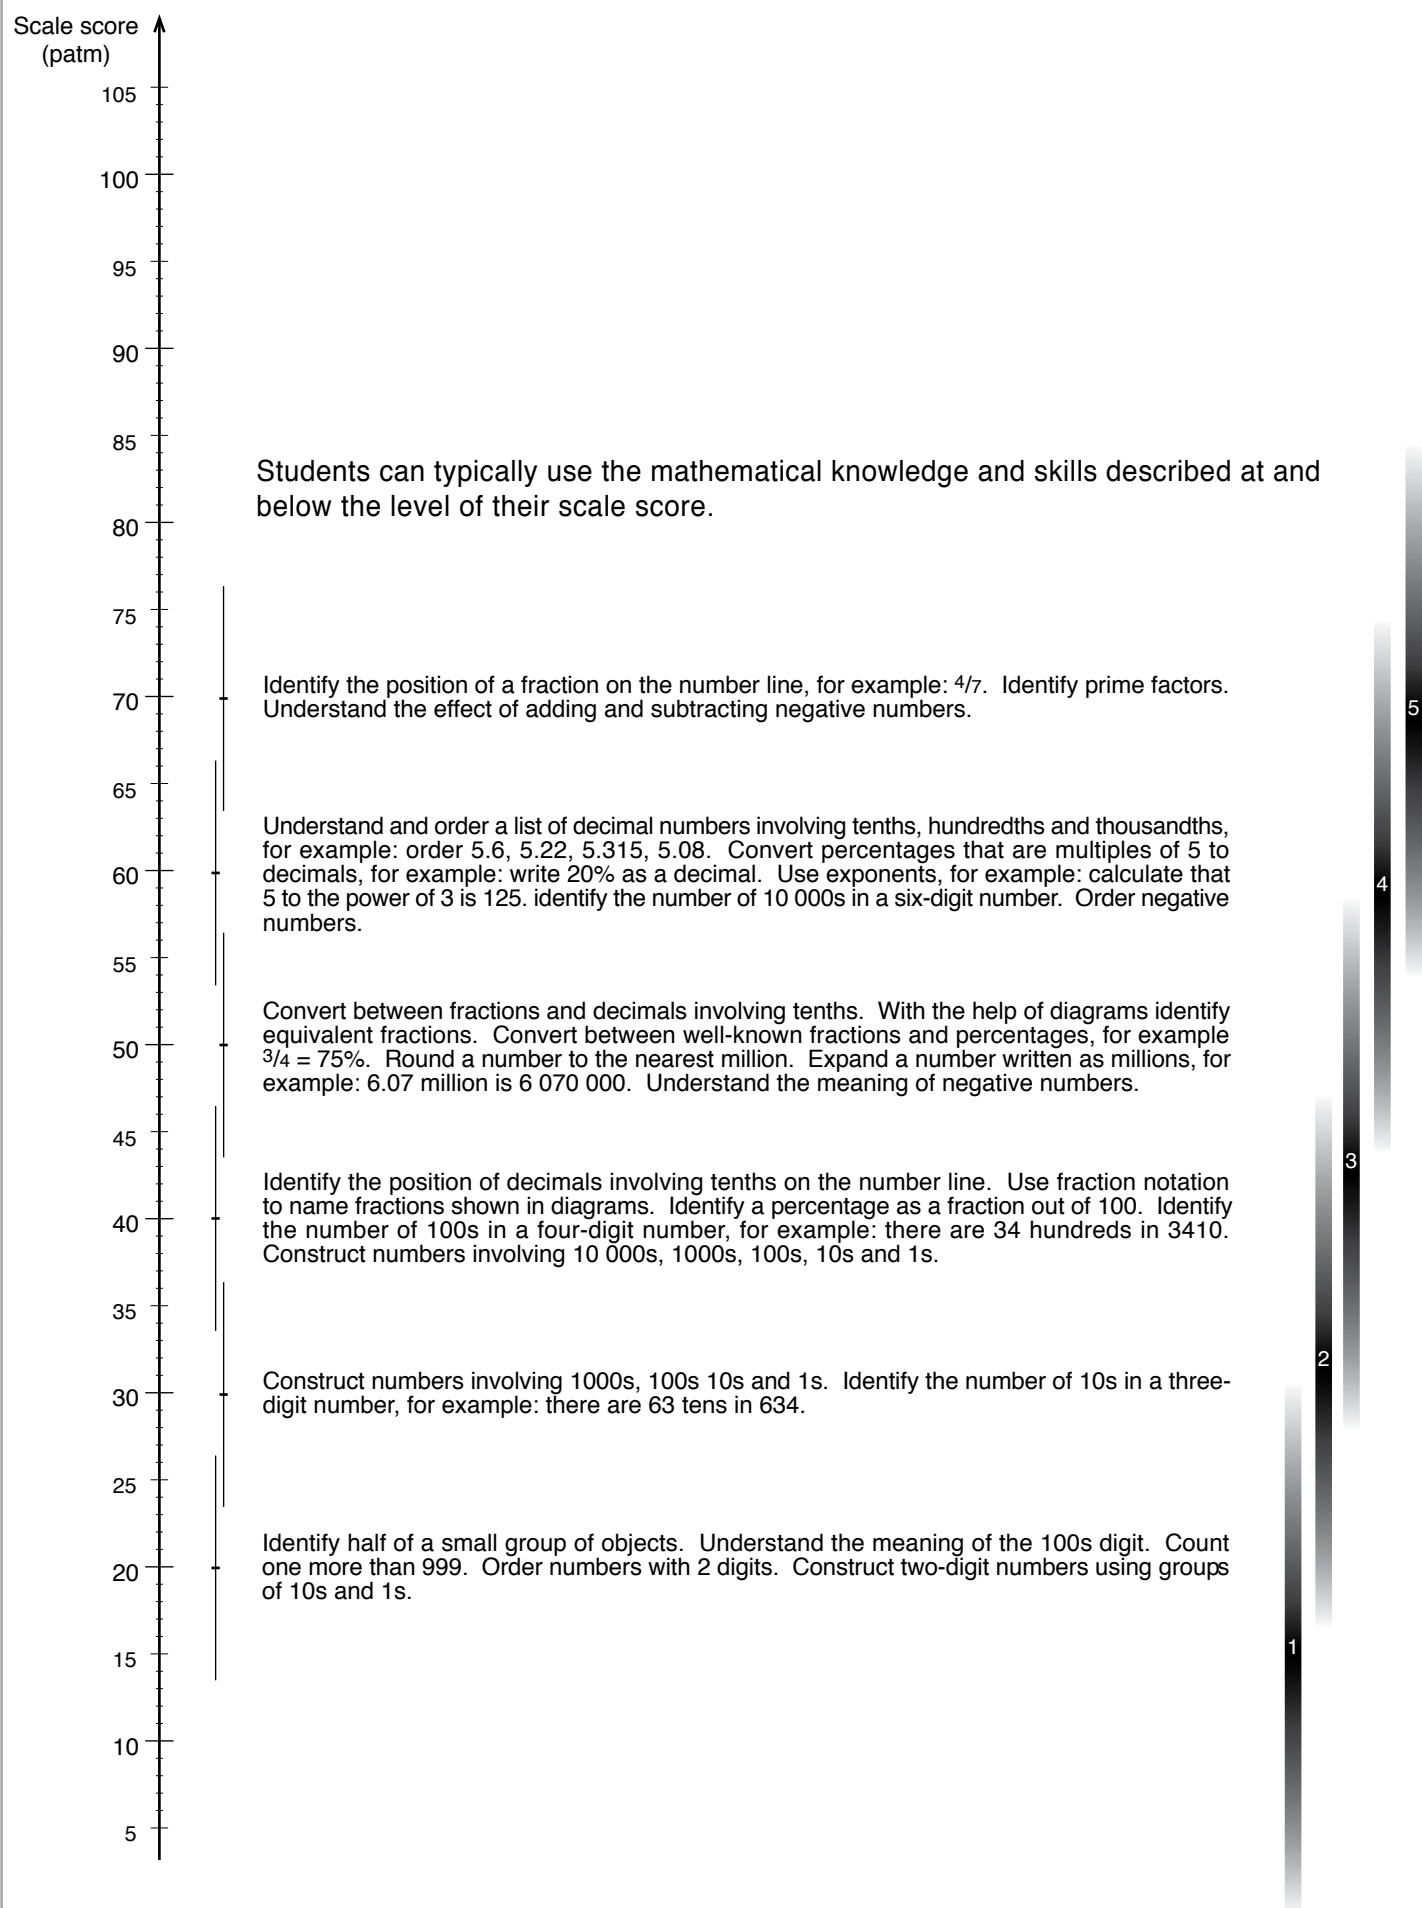 Scale score
(patm)
105
100
95
90
85
Students can typically use the mathematical knowledge and skills described at and
below the level of their scale score.
80
75
70
Identify the position of a fraction on the number line, for example: 4/7. Identify prime factors.
Understand the effect of adding and subtracting negative numbers.
5
65
Understand and order a list of decimal numbers involving tenths, hundredths and thousandths,
for example: order 5.6, 5.22, 5.315, 5.08. Convert percentages that are multiples of 5 to
decimals, for example: write 20% as a decimal. Use exponents, for example: calculate that
5 to the power of 3 is 125. identify the number of 10 000s in a six-digit number. Order negative
numbers.
60
4
55
Convert between fractions and decimals involving tenths. With the help of diagrams identify
equivalent fractions. Convert between well-known fractions and percentages, for example
3/4 = 75%. Round a number to the nearest million. Expand a number written as millions, for
example: 6.07 million is 6 070 000. Understand the meaning of negative numbers.
50
45
3
Identify the position of decimals involving tenths on the number line. Use fraction notation
to name fractions shown in diagrams. Identify a percentage as a fraction out of 100. Identify
the number of 100s in a four-digit number, for example: there are 34 hundreds in 3410.
Construct numbers involving 10 000s, 1000s, 100s, 10s and 1s.
40
35
2
Construct numbers involving 1000s, 100s 10s and 1s. Identify the number of 10s in a three-
digit number, for example: there are 63 tens in 634.
30
25
Identify half of a small group of objects. Understand the meaning of the 100s digit. Count
one more than 999. Order numbers with 2 digits. Construct two-digit numbers using groups
of 10s and 1s.
20
1
15
10
5